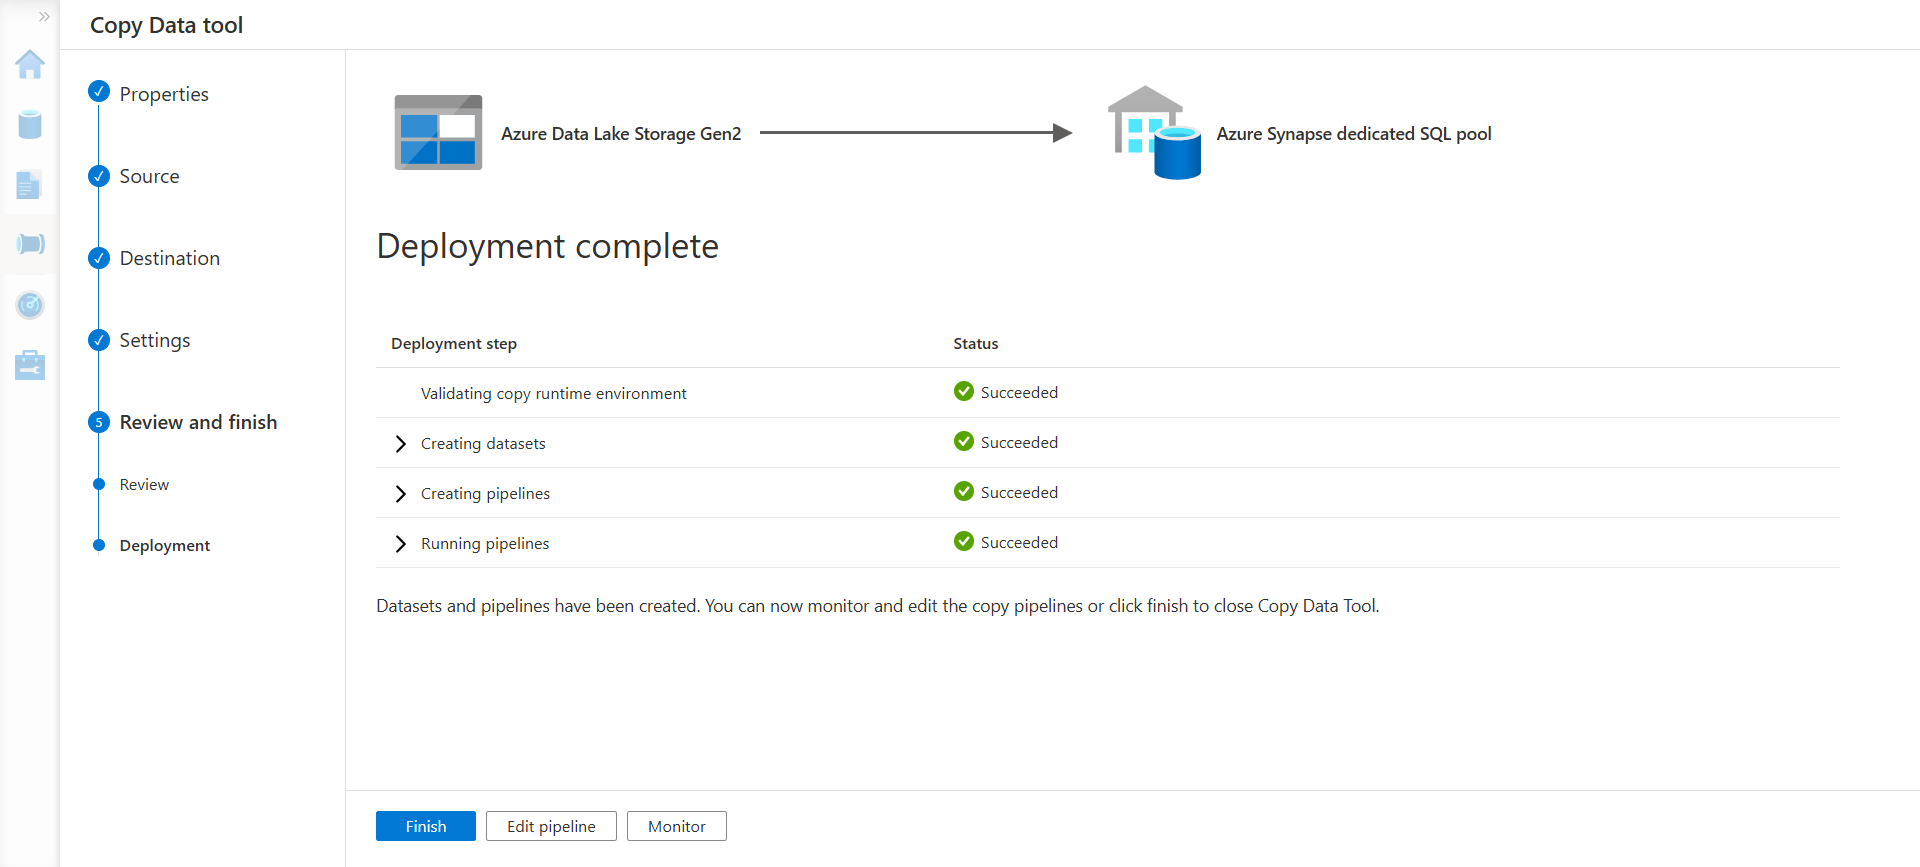 Copy Data tool
Properties
Source
Destination
Settings
5 Review and finish
Review
Deployment
Azure Data Lake Storage Gen2
Azure Synapse dedicated SQL pool
Deployment complete
Deployment step Status
Validating copy runtime environment Succeeded
Creating datasets Succeeded
Creating pipelines Succeeded
Running pipelines Succeeded
Datasets and pipelines have been created. You can now monitor and edit the copy pipelines or click finish to close Copy Data Tool.
Finish Edit pipeline Monitor